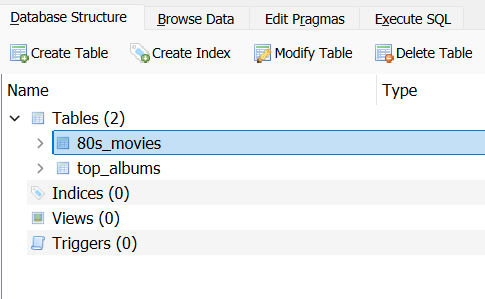 Database Structure Browse Data Edit Pragmas Execute SQL
Create Table Create Index Modify Table Delete Table
Name Type
Tables (2)
80s_movies
top_albums
Indices (0)
Views (0)
Triggers (0)